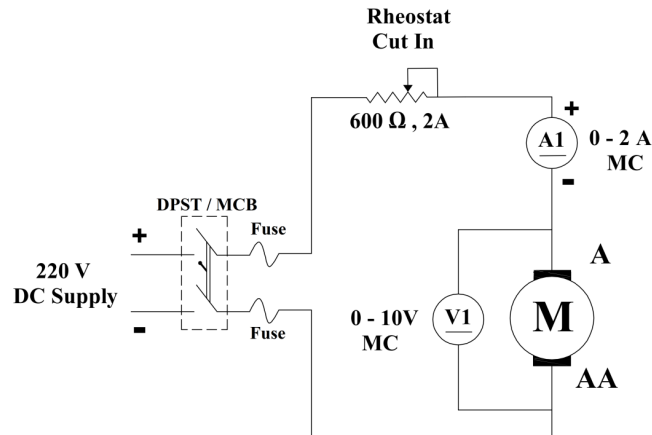 Rheostat
Cut In
600 Ω , 2A
+
A1
0 - 2 A
MC
-
DPST / MCB
Fuse
+
220 V
DC Supply
-
Fuse
0 - 10V
MC
V1
A
M
AA